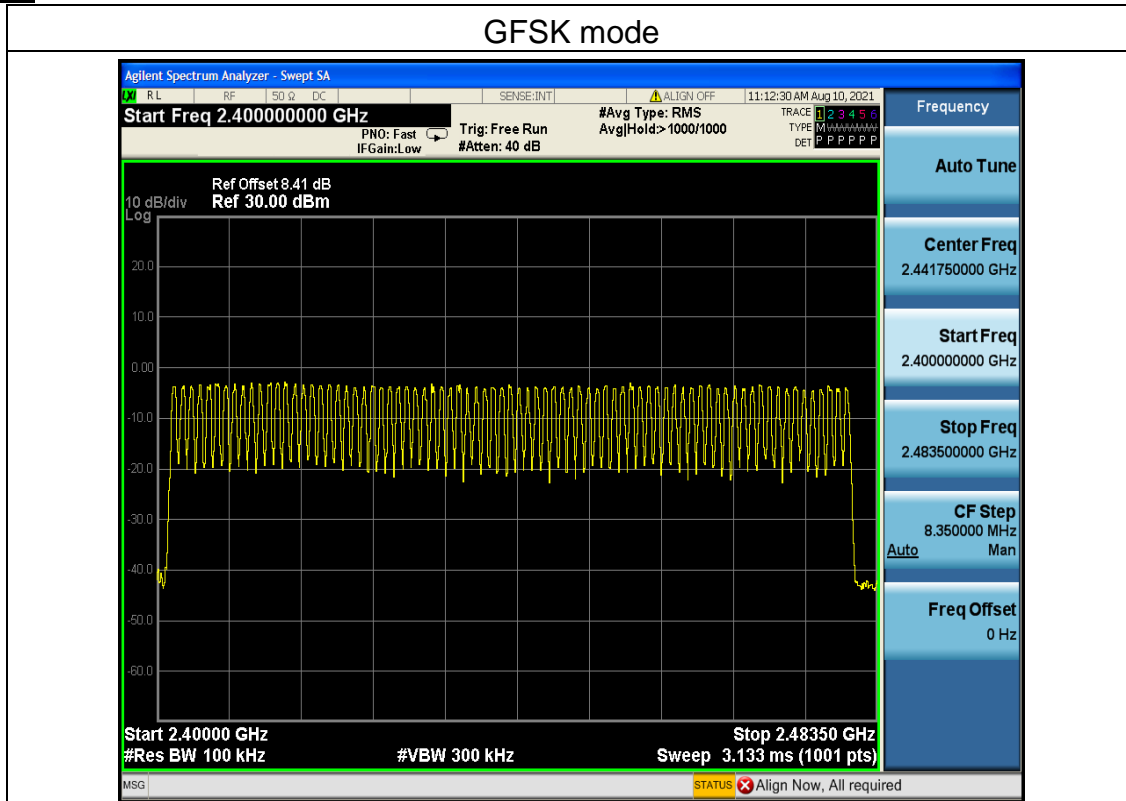 GFSK mode
Agilent Spectrum Analyzer - Swept SA
LXI RL RF 50 Ω DC SENSE:INT ALIGN OFF 11:12:30 AM Aug 10, 2021
Start Freq 2.400000000 GHz
PNO: Fast
IFGain:Low
Trig: Free Run
#Atten: 40 dB
#Avg Type: RMS
Avg|Hold:>1000/1000
TRACE 1 2 3 4 5 6
TYPE M WWWWW
DET P P P P P P
Ref Offset 8.41 dB
10 dB/div Ref 30.00 dBm
Log
20.0
10.0
0.00
-10.0
-20.0
-30.0
-40.0
-50.0
-60.0
Start 2.40000 GHz Stop 2.48350 GHz
#Res BW 100 kHz #VBW 300 kHz Sweep 3.133 ms (1001 pts)
MSG STATUS Align Now, All required
Frequency
Auto Tune
Center Freq
2.441750000 GHz
Start Freq
2.400000000 GHz
Stop Freq
2.483500000 GHz
CF Step
8.350000 MHz
Auto Man
Freq Offset
0 Hz